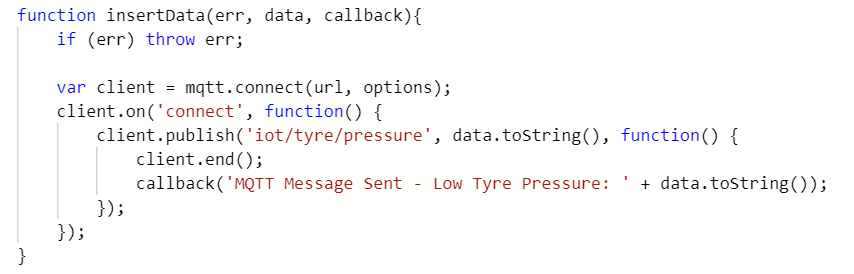 function insertData(err, data, callback){
    if (err) throw err;

    var client = mqtt.connect(url, options);
    client.on('connect', function() {
        client.publish('iot/tyre/pressure', data.toString(), function() {
            client.end();
            callback('MQTT Message Sent - Low Tyre Pressure: ' + data.toString());
        });
    });
}